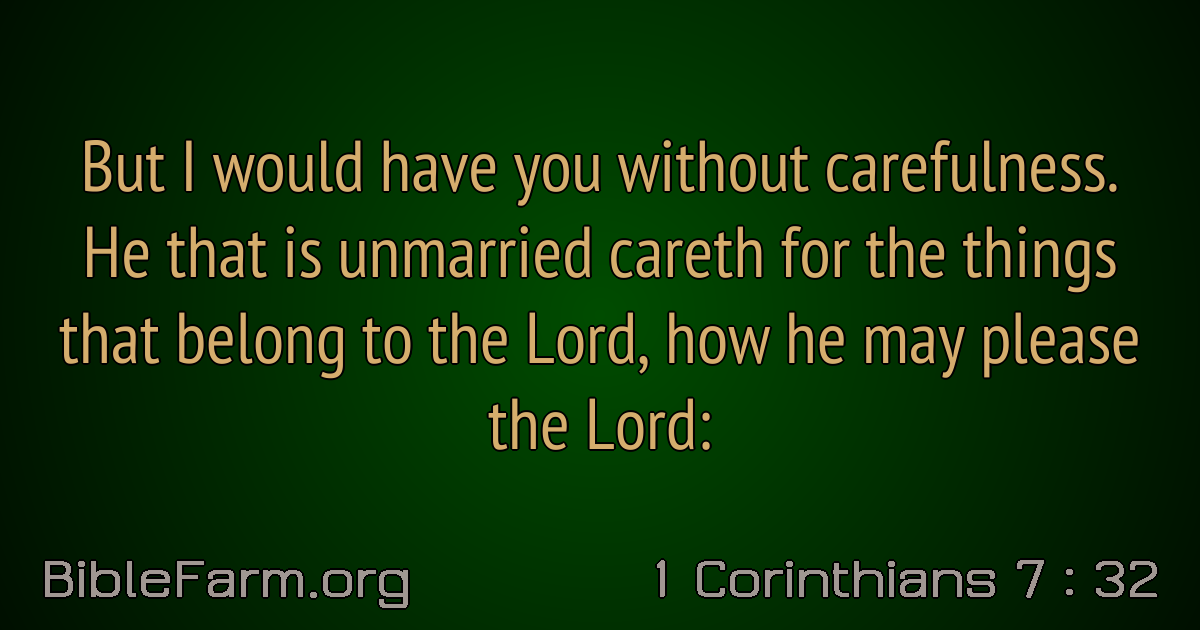 But I would have you without carefulness.
He that is unmarried careth for the things
that belong to the Lord, how he may please
the Lord:
BibleFarm.org
1 Corinthians 7 : 32